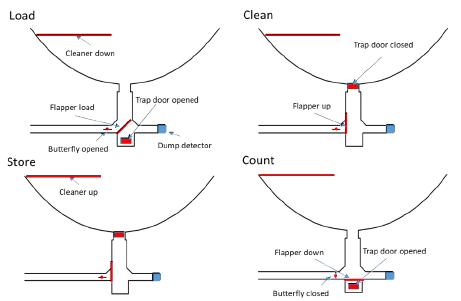 Load
Cleaner down
Flapper load
Trap door opened
Butterfly opened
Dump detector
Clean
Trap door closed
Flapper up
Store
Cleaner up
Count
Flapper down
Trap door opened
Butterfly closed